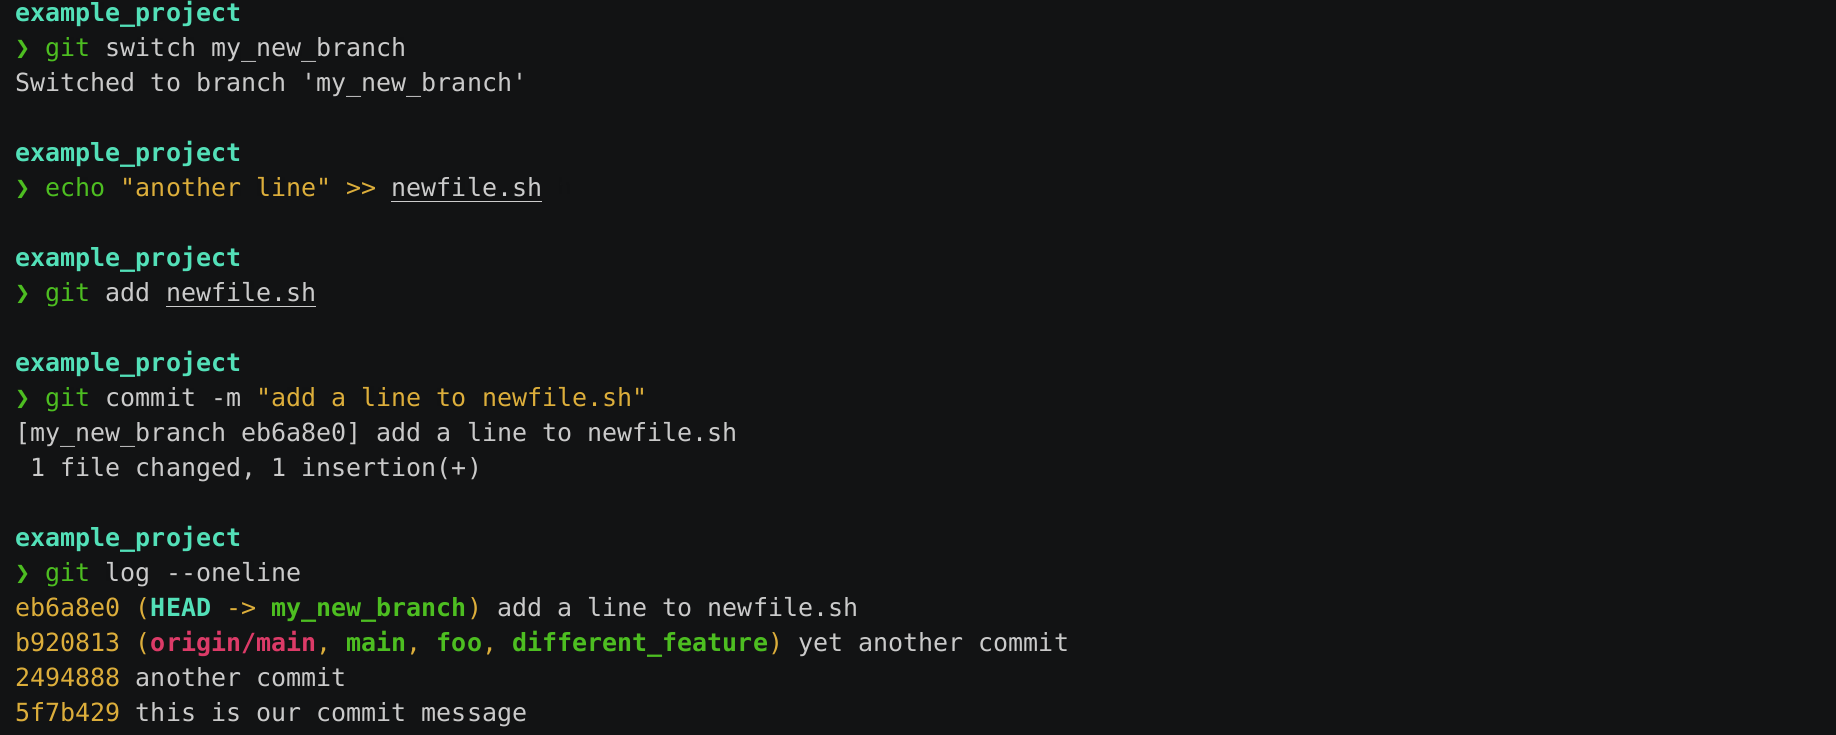 example_project
❯ git switch my_new_branch
Switched to branch 'my_new_branch'
example_project
❯ echo "another line" >> newfile.sh
example_project
❯ git add newfile.sh
example_project
❯ git commit -m "add a line to newfile.sh"
[my_new_branch eb6a8e0] add a line to newfile.sh
 1 file changed, 1 insertion(+)
example_project
❯ git log --oneline
eb6a8e0 (HEAD -> my_new_branch) add a line to newfile.sh
b920813 (origin/main, main, foo, different_feature) yet another commit
2494888 another commit
5f7b429 this is our commit message